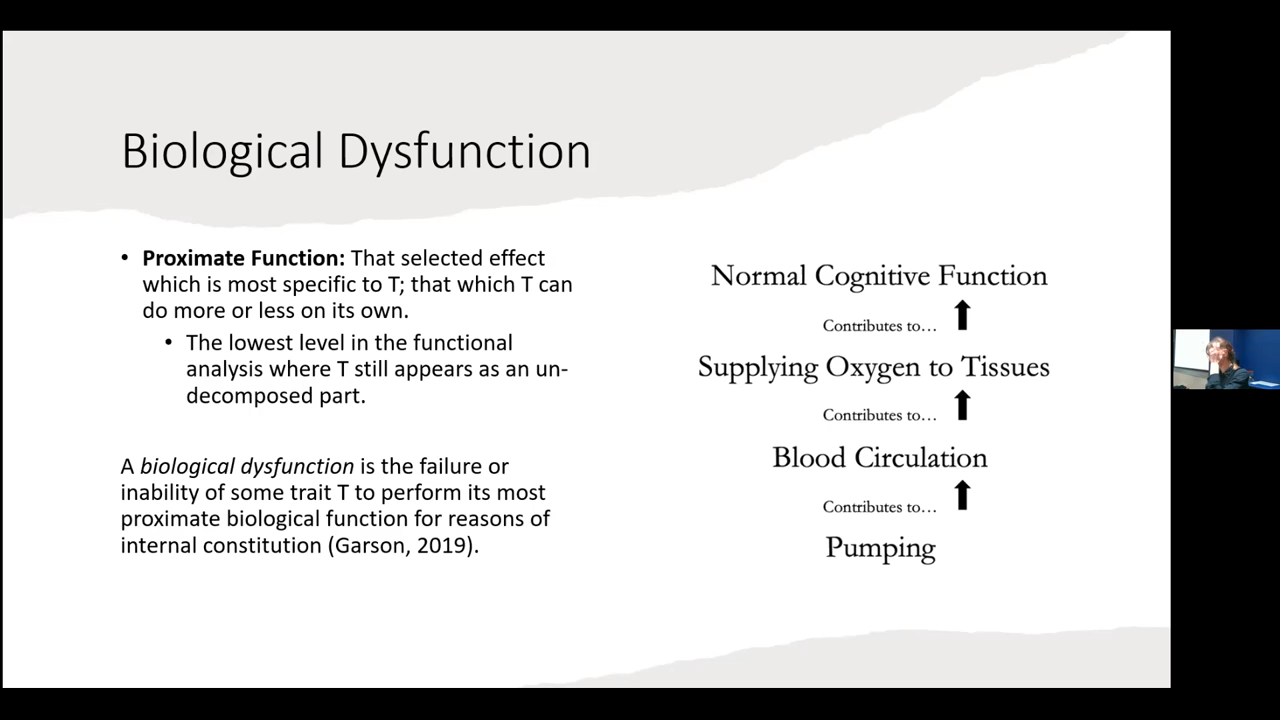 Biological Dysfunction
• Proximate Function: That selected effect
which is most specific to T; that which T can
do more or less on its own.
• The lowest level in the functional
analysis where T still appears as an un-
decomposed part.
A biological dysfunction is the failure or
inability of some trait T to perform its most
proximate biological function for reasons of
internal constitution (Garson, 2019).
Normal Cognitive Function
Contributes to…
Supplying Oxygen to Tissues
Contributes to…
Blood Circulation
Contributes to…
Pumping